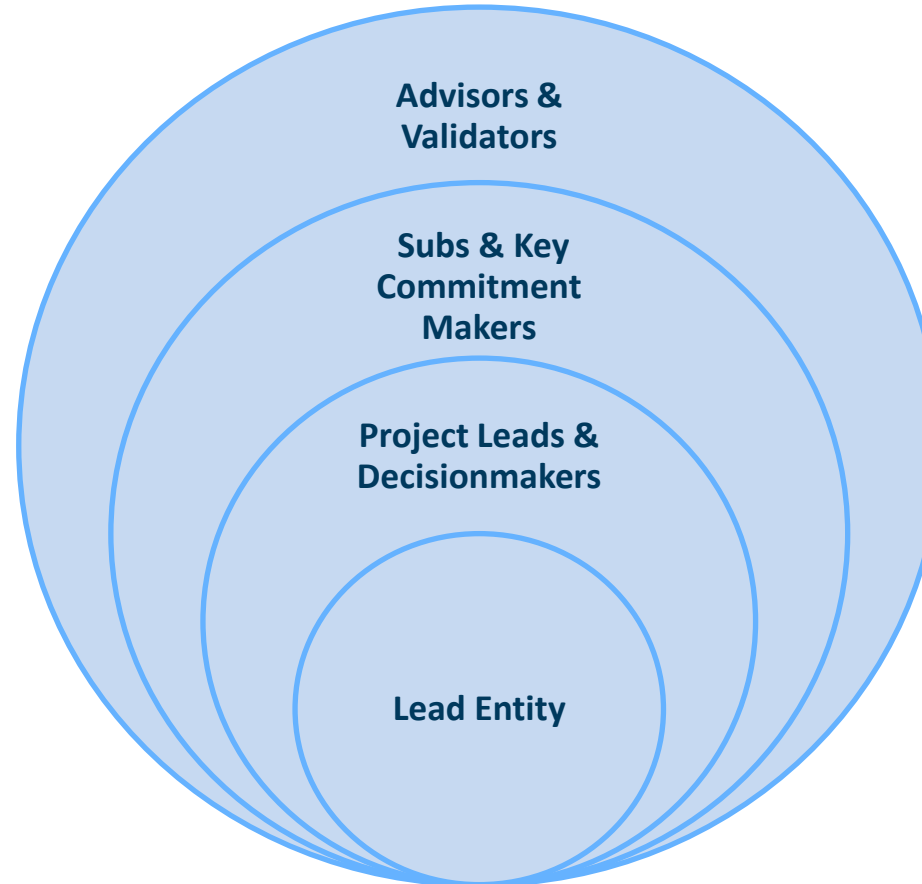 Advisors &
Validators
Subs & Key
Commitment
Makers
Project Leads &
Decisionmakers
Lead Entity